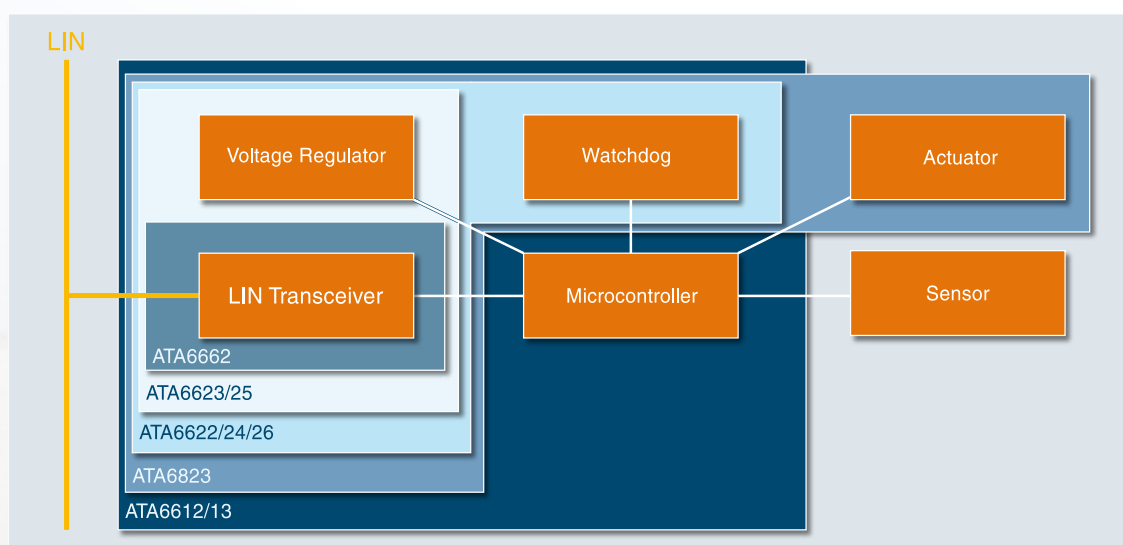 LIN
Voltage Regulator
Watchdog
Actuator
LIN Transceiver
Microcontroller
Sensor
ATA6662
ATA6623/25
ATA6622/24/26
ATA6823
ATA6612/13